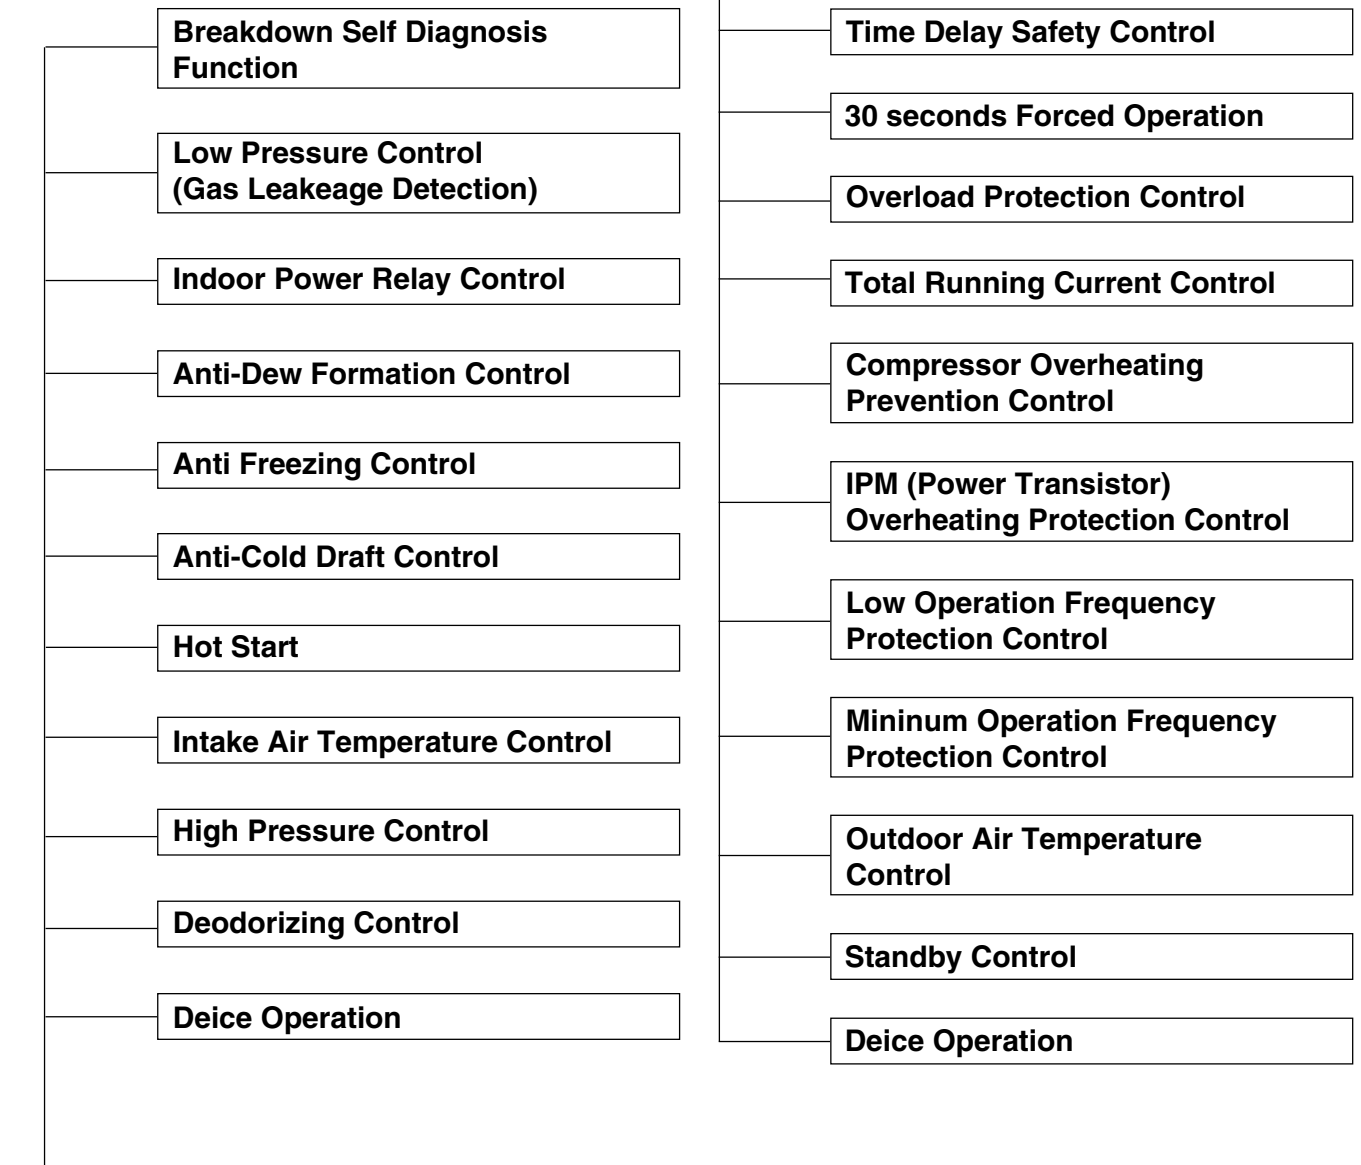 Breakdown Self Diagnosis
Function
Low Pressure Control
(Gas Leakeage Detection)
Indoor Power Relay Control
Anti-Dew Formation Control
Anti Freezing Control
Anti-Cold Draft Control
Hot Start
Intake Air Temperature Control
High Pressure Control
Deodorizing Control
Deice Operation
Time Delay Safety Control
30 seconds Forced Operation
Overload Protection Control
Total Running Current Control
Compressor Overheating
Prevention Control
IPM (Power Transistor)
Overheating Protection Control
Low Operation Frequency
Protection Control
Mininum Operation Frequency
Protection Control
Outdoor Air Temperature
Control
Standby Control
Deice Operation